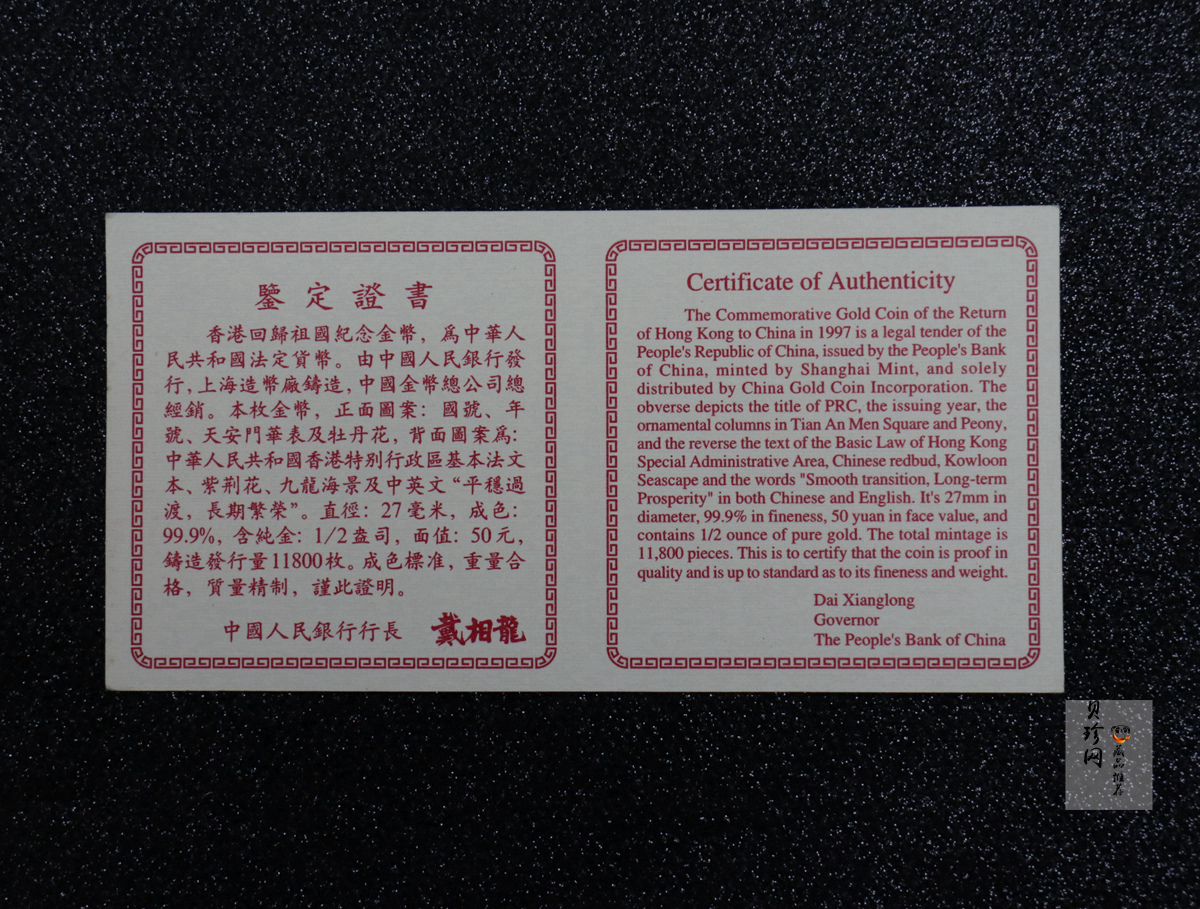 鑒定證書
香港回歸祖國紀念金幣，爲中華人
民共和國法定貨幣。由中國人民銀行發
行，上海造幣廠鑄造，中國金幣總公司總
經銷。本枚金幣，正面圖案：國號、年
號、天安門華表及牡丹花，背面圖案爲：
中華人民共和國香港特别行政區基本法文
本、紫荆花、九龍海景及中英文“平穩過
渡，長期繁榮”。直徑：27毫米，成色：
99.9%，含純金：1/2盎司，面值：50元，
鑄造發行量11800枚。成色標准，重量合
格，質量精制，謹此證明。
中國人民銀行行長 戴相龍
Certificate of Authenticity
The Commemorative Gold Coin of the Return
of Hong Kong to China in 1997 is a legal tender of the
People's Republic of China, issued by the People's Bank
of China, minted by Shanghai Mint, and solely
distributed by China Gold Coin Incorporation. The
obverse depicts the title of PRC, the issuing year, the
ornamental columns in Tian An Men Square and Peony,
and the reverse the text of the Basic Law of Hong Kong
Special Administrative Area, Chinese redbud, Kowloon
Seascape and the words "Smooth transition, Long-term
Prosperity" in both Chinese and English. It's 27mm in
diameter, 99.9% in fineness, 50 yuan in face value, and
contains 1/2 ounce of pure gold. The total mintage is
11,800 pieces. This is to certify that the coin is proof in
quality and is up to standard as to its fineness and weight.
Dai Xianglong
Governor
The People's Bank of China
贝珍网
藏品推荐